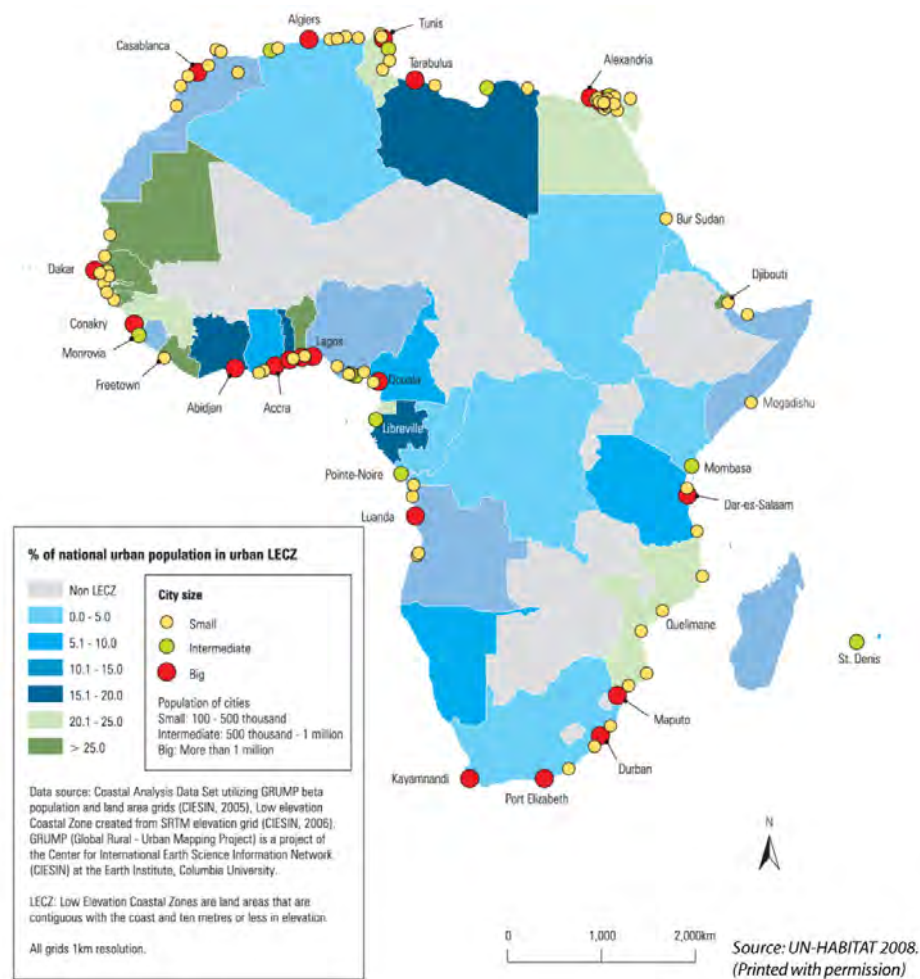 Algiers
Tunis
Casablanca
Tarabulus
Alexandria
Bur Sudan
Dakar
Djibouti
Conakry
Lagos
Monrovia
Freetown
Douala
Abidjan
Accra
Mogadishu
Libreville
Pointe-Noire
Mombasa
Dar-es-Salaam
Luanda
% of national urban population in urban LECZ
Non LECZ
0.0 - 5.0
5.1 - 10.0
10.1 - 15.0
15.1 - 20.0
20.1 - 25.0
> 25.0
City size
Small
Intermediate
Big
Population of cities
Small: 100 - 500 thousand
Intermediate: 500 thousand - 1 million
Big: More than 1 million
Quelimane
St. Denis
Maputo
Durban
Kayamnandi
Port Elizabeth
Data source: Coastal Analysis Data Set utilizing GRUMP beta
population and land area grids (CIESIN, 2005), Low elevation
Coastal Zone created from SRTM elevation grid (CIESIN, 2006).
GRUMP (Global Rural - Urban Mapping Project) is a project of
the Center for International Earth Science Information Network
(CIESIN) at the Earth Institute, Columbia University.
LECZ: Low Elevation Coastal Zones are land areas that are
contiguous with the coast and ten metres or less in elevation.
All grids 1km resolution.
N
0 1,000 2,000km
Source: UN-HABITAT 2008.
(Printed with permission)